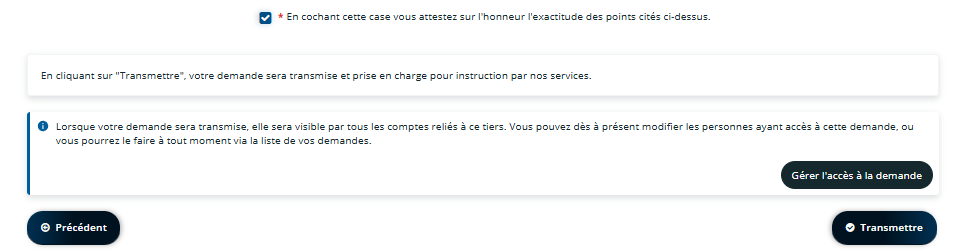 * En cochant cette case vous attestez sur l'honneur l'exactitude des points cités ci-dessus.
En cliquant sur "Transmettre", votre demande sera transmise et prise en charge pour instruction par nos services.
Lorsque votre demande sera transmise, elle sera visible par tous les comptes reliés à ce tiers. Vous pouvez dès à présent modifier les personnes ayant accès à cette demande, ou
vous pourrez le faire à tout moment via la liste de vos demandes.
Gérer l'accès à la demande
Précédent
Transmettre